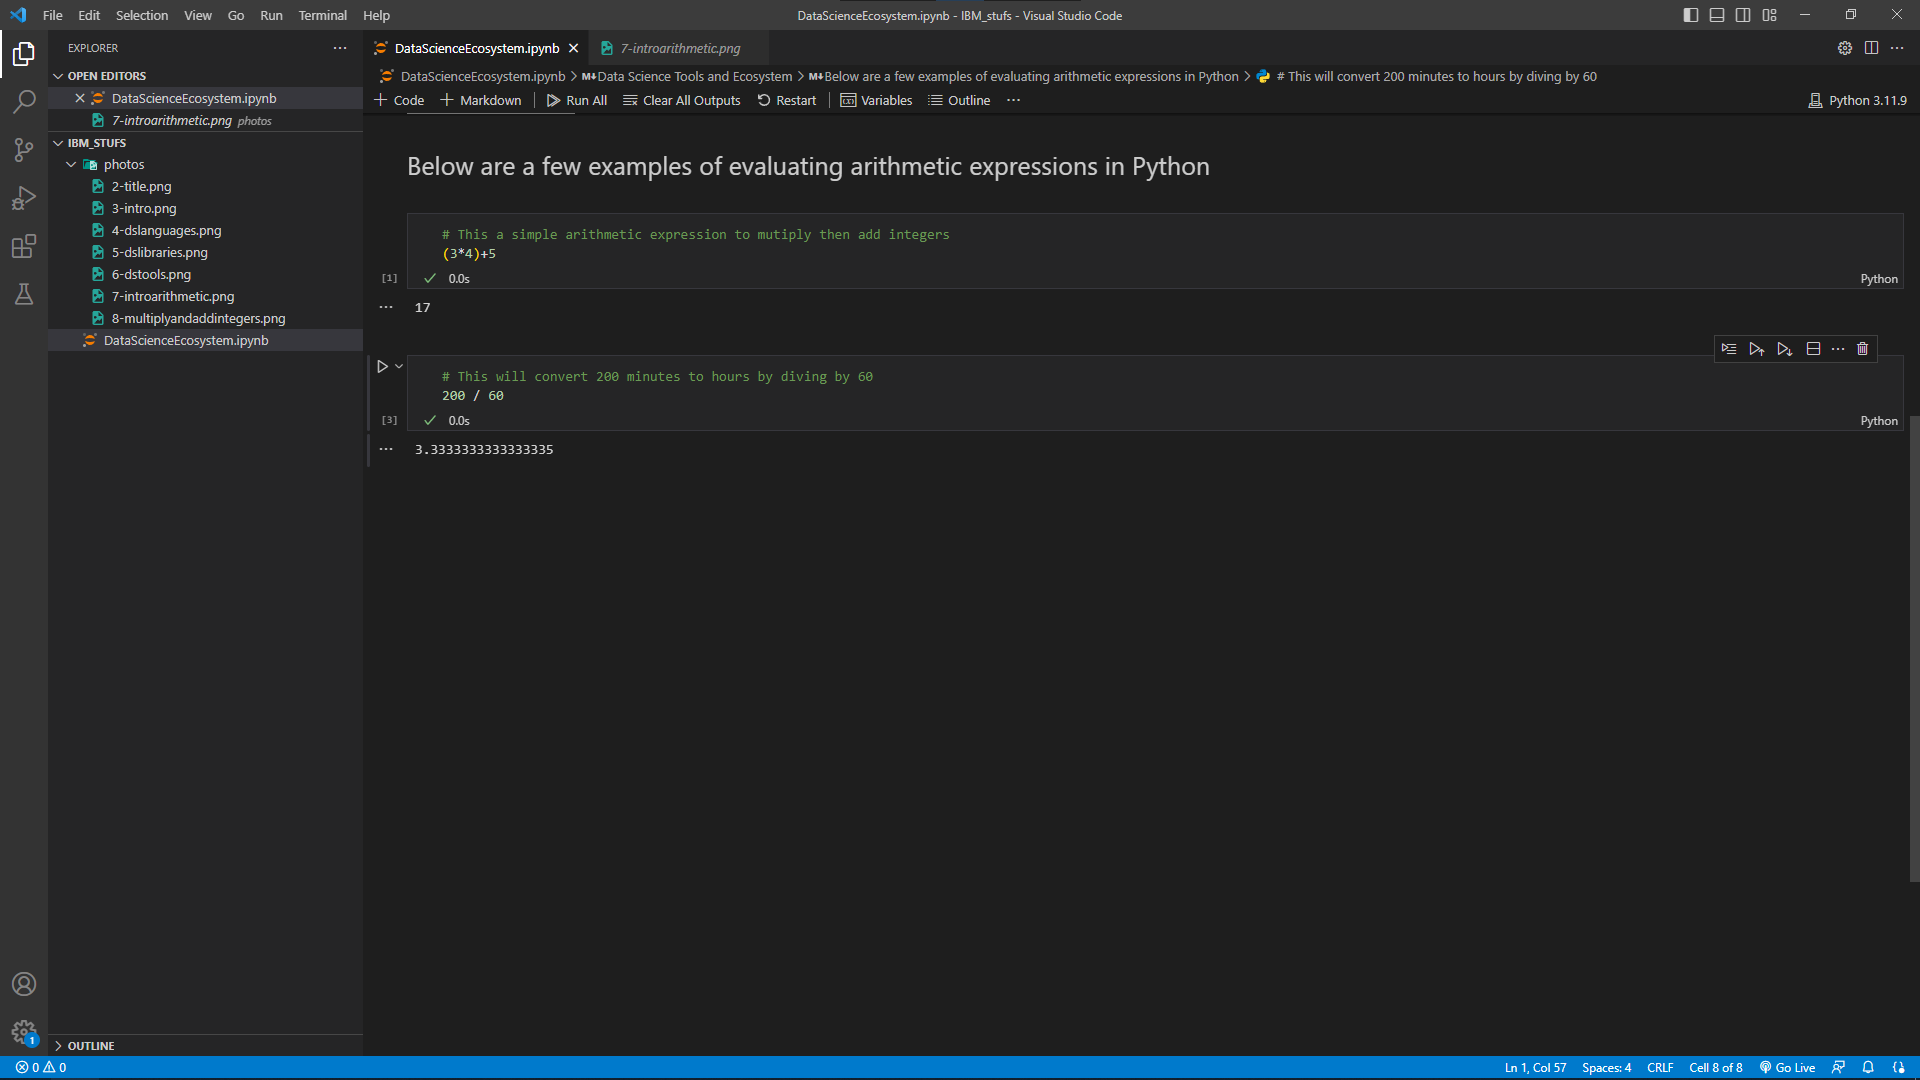 File Edit Selection View Go Run Terminal Help
DataScienceEcosystem.ipynb - IBM_stufs - Visual Studio Code
EXPLORER
OPEN EDITORS
DataScienceEcosystem.ipynb
7-introarithmetic.png photos
IBM_STUFS
photos
2-title.png
3-intro.png
4-dslanguages.png
5-dslibraries.png
6-dstools.png
7-introarithmetic.png
8-multiplyandaddintegers.png
DataScienceEcosystem.ipynb
OUTLINE
DataScienceEcosystem.ipynb 7-introarithmetic.png
DataScienceEcosystem.ipynb > M↓Data Science Tools and Ecosystem > M↓Below are a few examples of evaluating arithmetic expressions in Python > # This will convert 200 minutes to hours by diving by 60
+ Code + Markdown | Run All Clear All Outputs Restart | Variables Outline ... Python 3.11.9
Below are a few examples of evaluating arithmetic expressions in Python
# This a simple arithmetic expression to mutiply then add integers
(3*4)+5
[1] ✓ 0.0s Python
... 17
# This will convert 200 minutes to hours by diving by 60
200 / 60
[3] ✓ 0.0s Python
... 3.3333333333333335
0 0 Ln 1, Col 57 Spaces: 4 CRLF Cell 8 of 8 Go Live
1